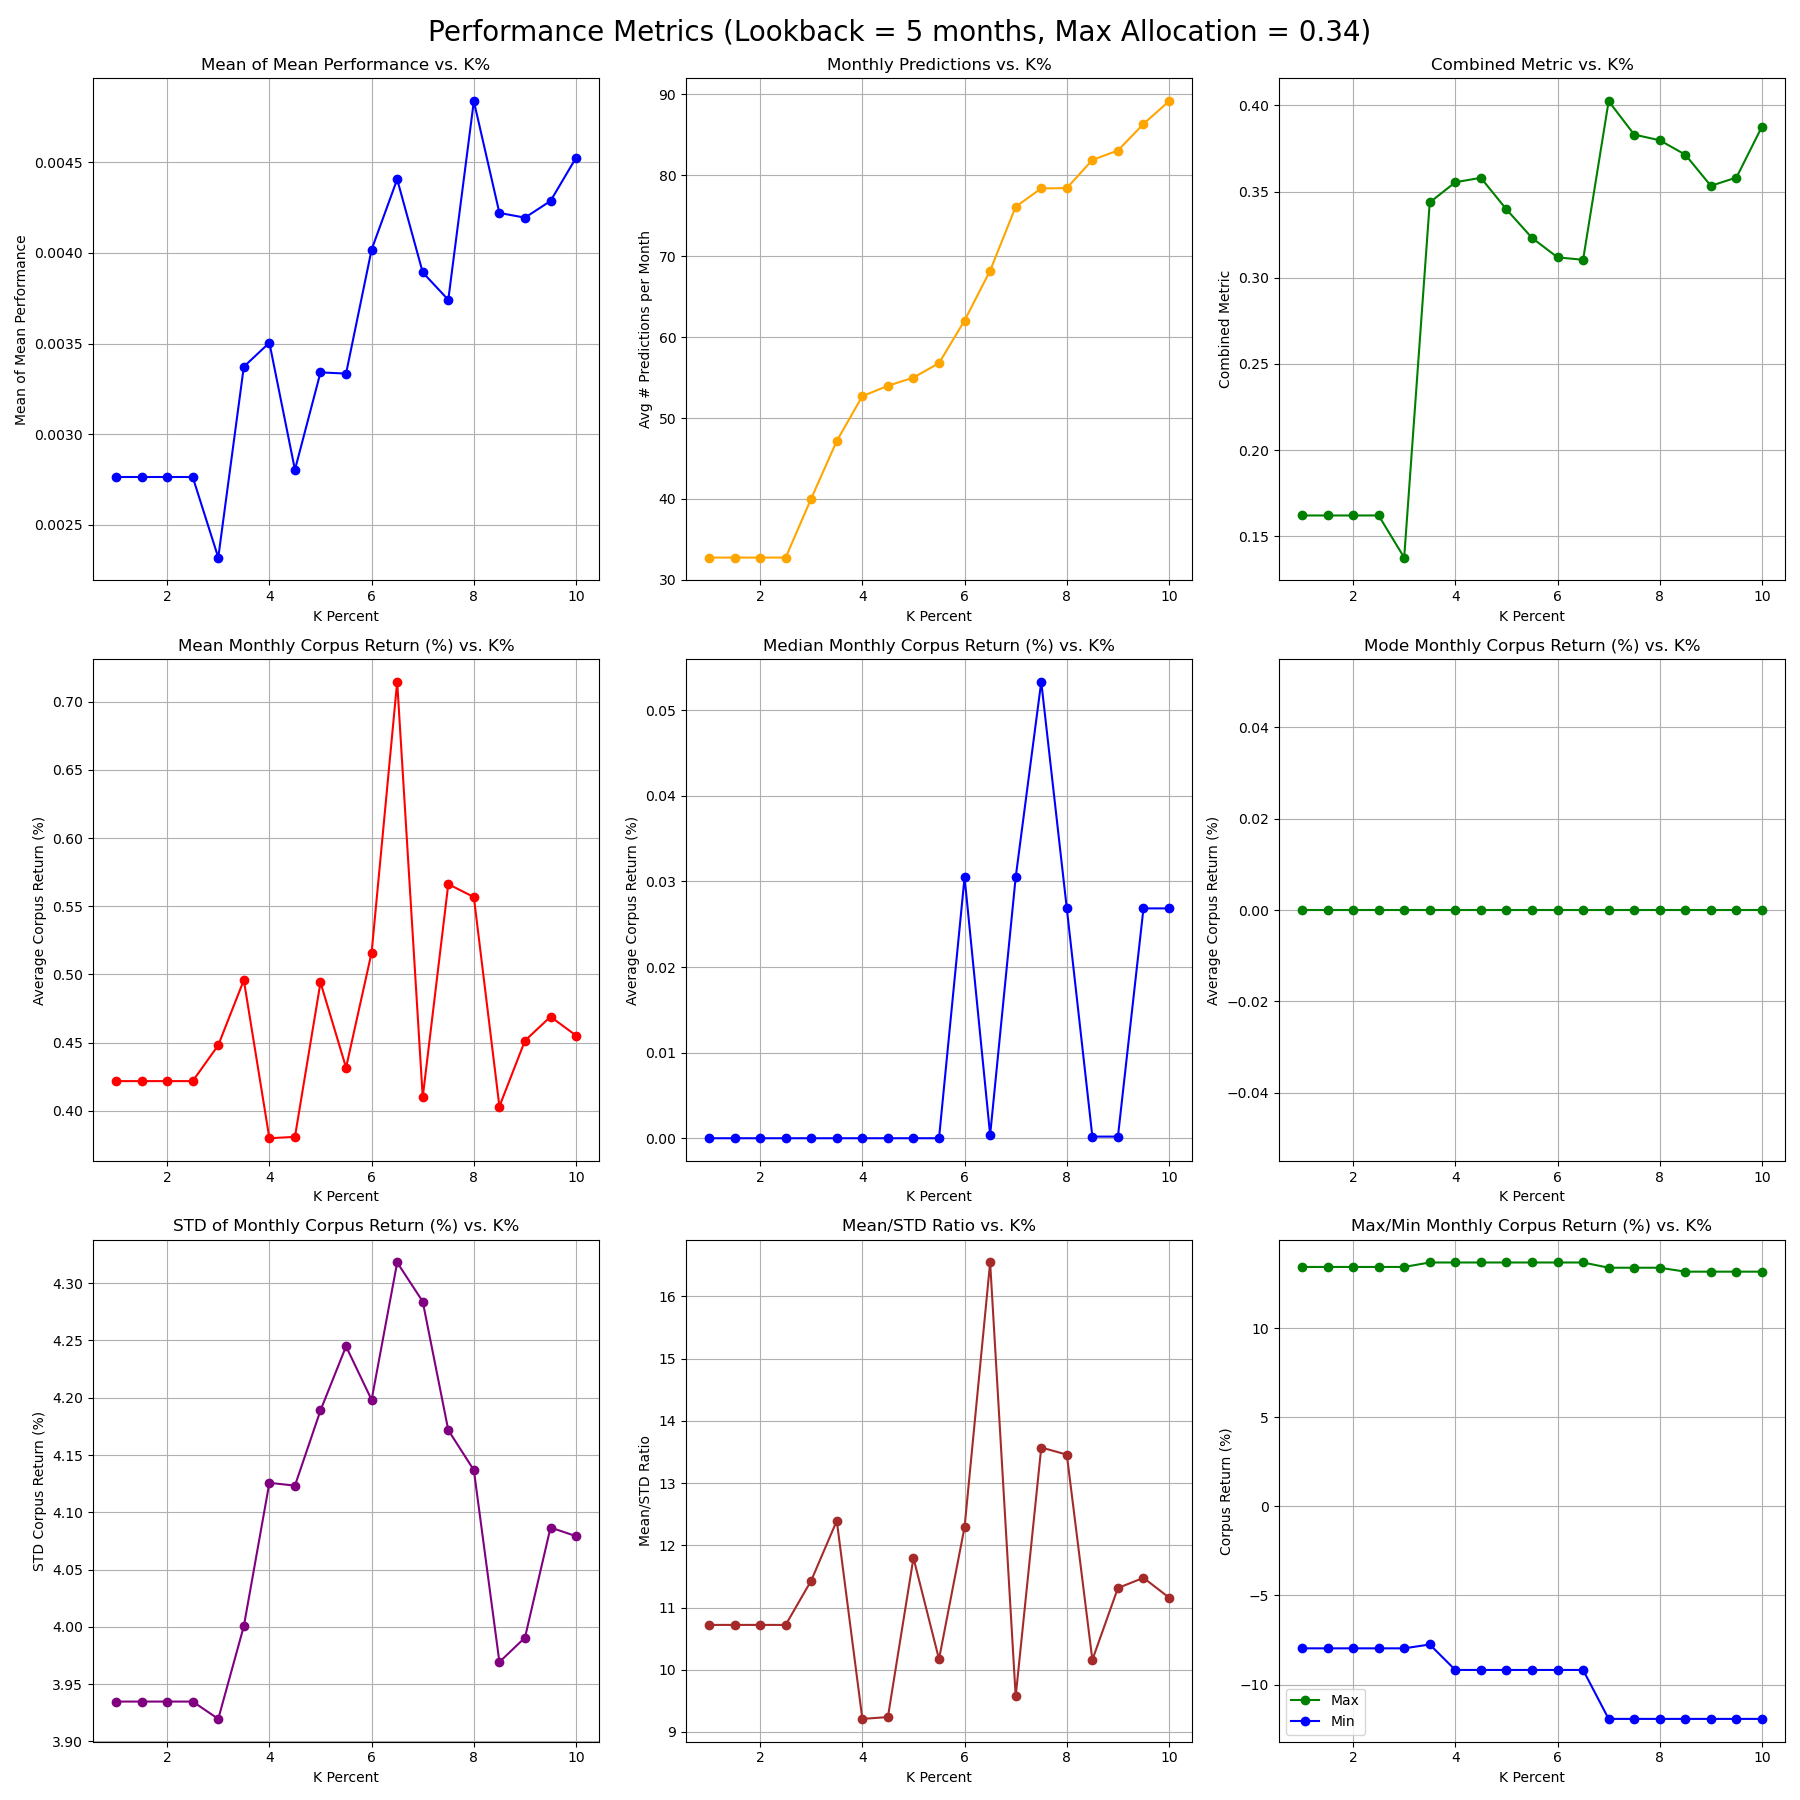 Performance Metrics (Lookback = 5 months, Max Allocation = 0.34)
Mean of Mean Performance vs. K%
Mean of Mean Performance
0.0045
0.0040
0.0035
0.0030
0.0025
2 4 6 8 10
K Percent
Monthly Predictions vs. K%
Avg # Predictions per Month
90
80
70
60
50
40
30
2 4 6 8 10
K Percent
Combined Metric vs. K%
Combined Metric
0.40
0.35
0.30
0.25
0.20
0.15
2 4 6 8 10
K Percent
Mean Monthly Corpus Return (%) vs. K%
Average Corpus Return (%)
0.70
0.65
0.60
0.55
0.50
0.45
0.40
2 4 6 8 10
K Percent
Median Monthly Corpus Return (%) vs. K%
Average Corpus Return (%)
0.05
0.04
0.03
0.02
0.01
0.00
2 4 6 8 10
K Percent
Mode Monthly Corpus Return (%) vs. K%
Average Corpus Return (%)
0.04
0.02
0.00
−0.02
−0.04
2 4 6 8 10
K Percent
STD of Monthly Corpus Return (%) vs. K%
STD Corpus Return (%)
4.30
4.25
4.20
4.15
4.10
4.05
4.00
3.95
3.90
2 4 6 8 10
K Percent
Mean/STD Ratio vs. K%
Mean/STD Ratio
16
15
14
13
12
11
10
9
2 4 6 8 10
K Percent
Max/Min Monthly Corpus Return (%) vs. K%
Corpus Return (%)
10
5
0
−5
−10
Max
Min
2 4 6 8 10
K Percent